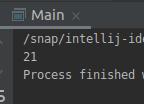 Main
/snap/intellij-ide
21
Process finished